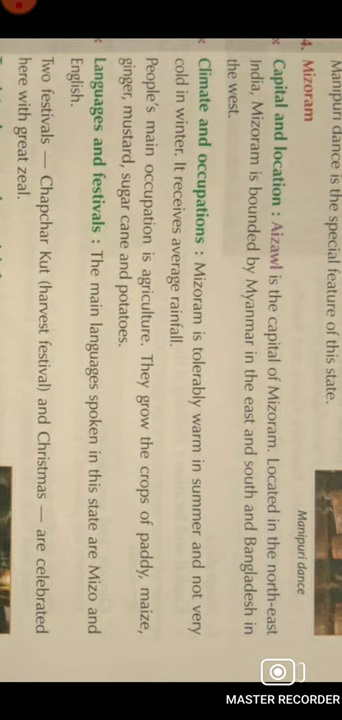 Manipuri dance is the special feature of this state.
Manipuri dance
4. Mizoram
Capital and location : Aizawl is the capital of Mizoram. Located in the north-east
India, Mizoram is bounded by Myanmar in the east and south and Bangladesh in
the west.
Climate and occupations : Mizoram is tolerably warm in summer and not very
cold in winter. It receives average rainfall.
People's main occupation is agriculture. They grow the crops of paddy, maize,
ginger, mustard, sugar cane and potatoes.
Languages and festivals : The main languages spoken in this state are Mizo and
English.
Two festivals — Chapchar Kut (harvest festival) and Christmas — are celebrated
here with great zeal.
MASTER RECORDER